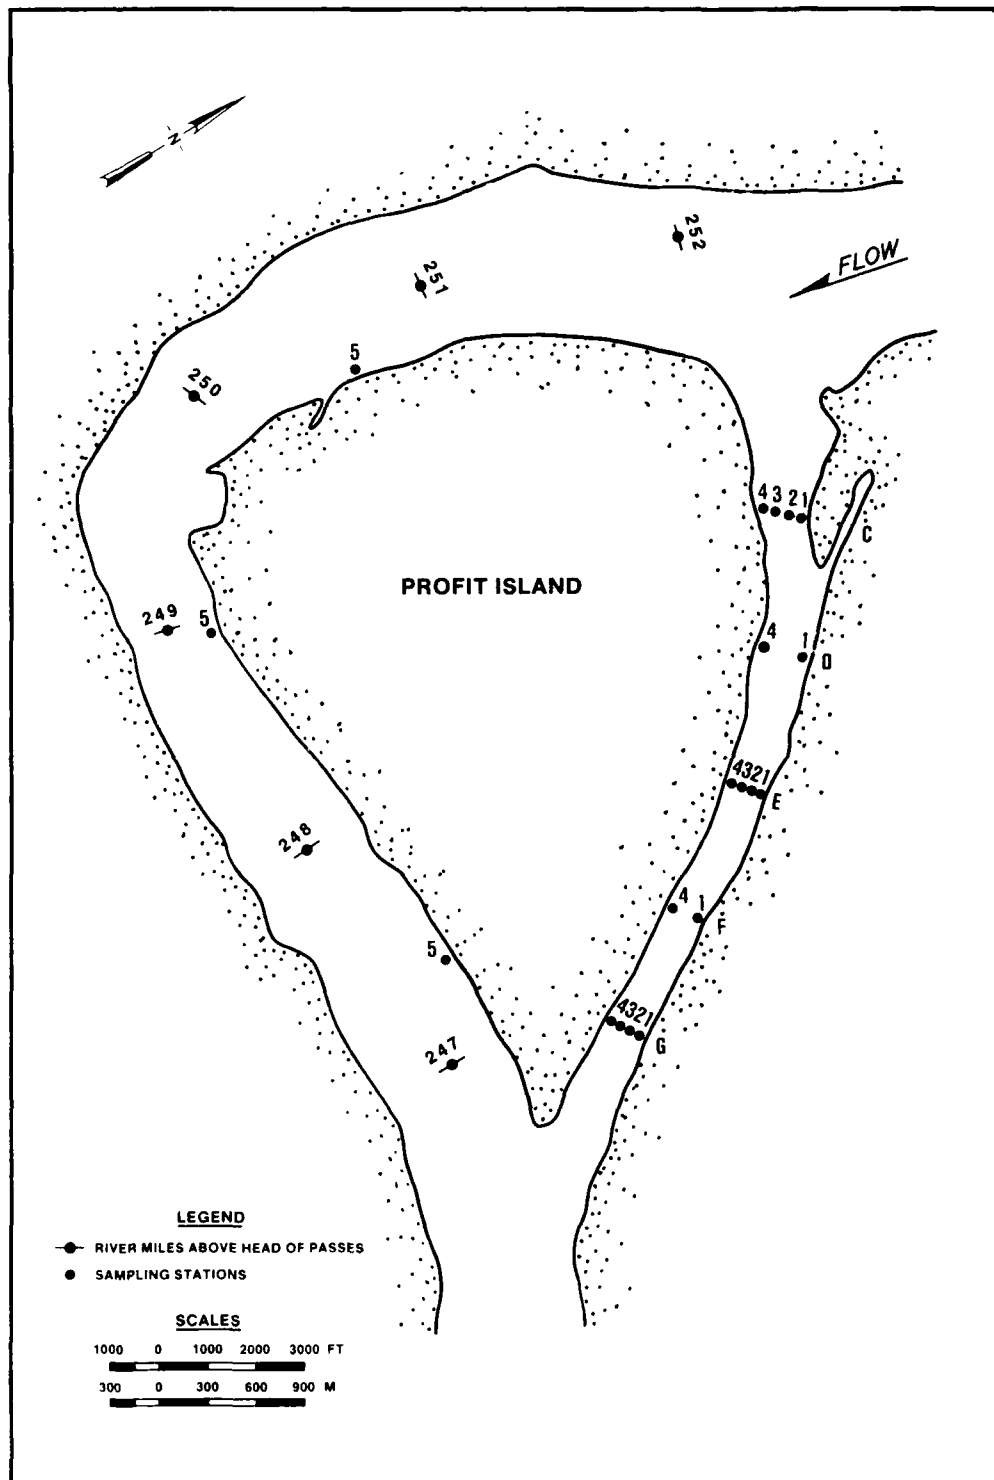 N
252
FLOW
251
5
250
4 3 2 1
C
PROFIT ISLAND
249
5
4
1
D
4321
E
248
4
1
F
5
4321
G
247
LEGEND
RIVER MILES ABOVE HEAD OF PASSES
SAMPLING STATIONS
SCALES
1000 0 1000 2000 3000 FT
300 0 300 600 900 M